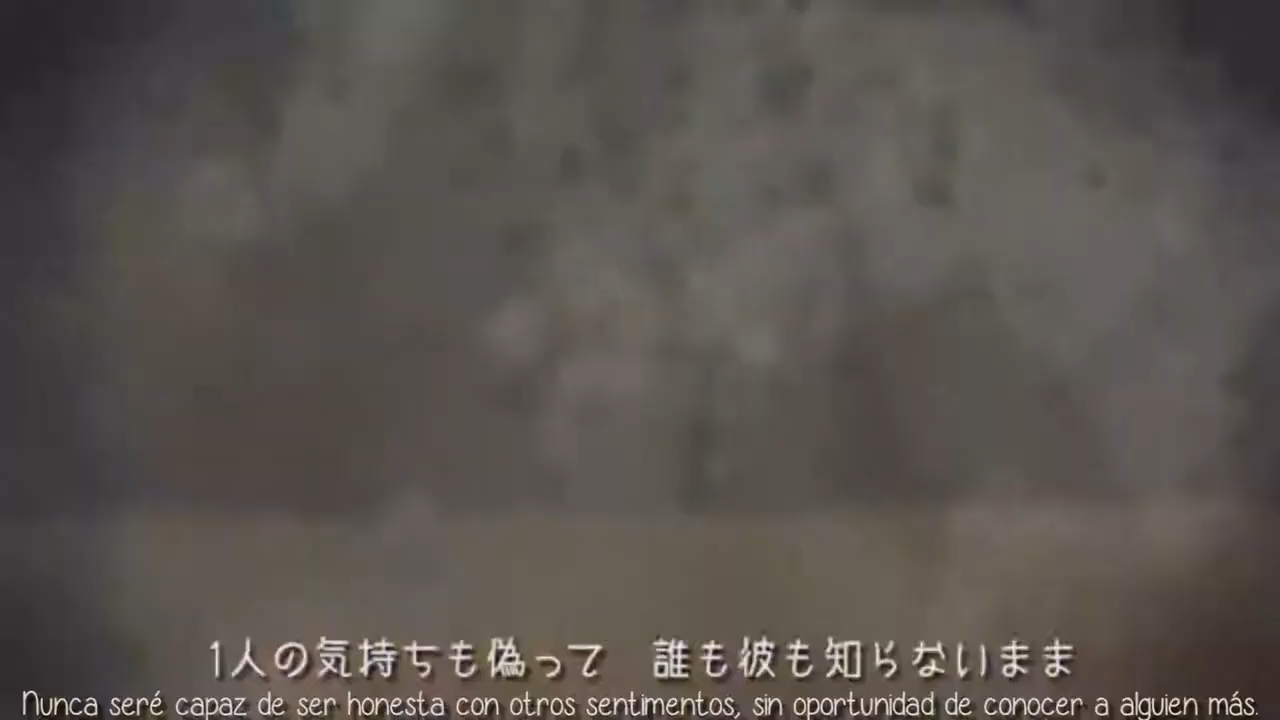 1人の気持ちも偽って　誰も彼も知らないまま
Nunca seré capaz de ser honesta con otros sentimentos, sin oportunidad de conocer a alguien más.